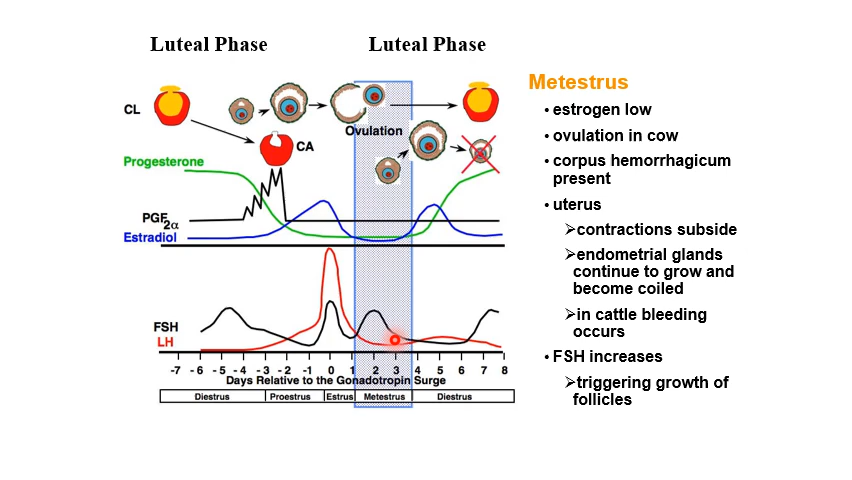 Luteal Phase Luteal Phase
Metestrus
• estrogen low
• ovulation in cow
• corpus hemorrhagicum
present
• uterus
➢contractions subside
➢endometrial glands
continue to grow and
become coiled
➢in cattle bleeding
occurs
• FSH increases
➢triggering growth of
follicles
CL
Ovulation
CA
Progesterone
PGF2α
Estradiol
FSH
LH
-7 -6 -5 -4 -3 -2 -1 0 1 2 3 4 5 6 7 8
Days Relative to the Gonadotropin Surge
Diestrus Proestrus Estrus Metestrus Diestrus